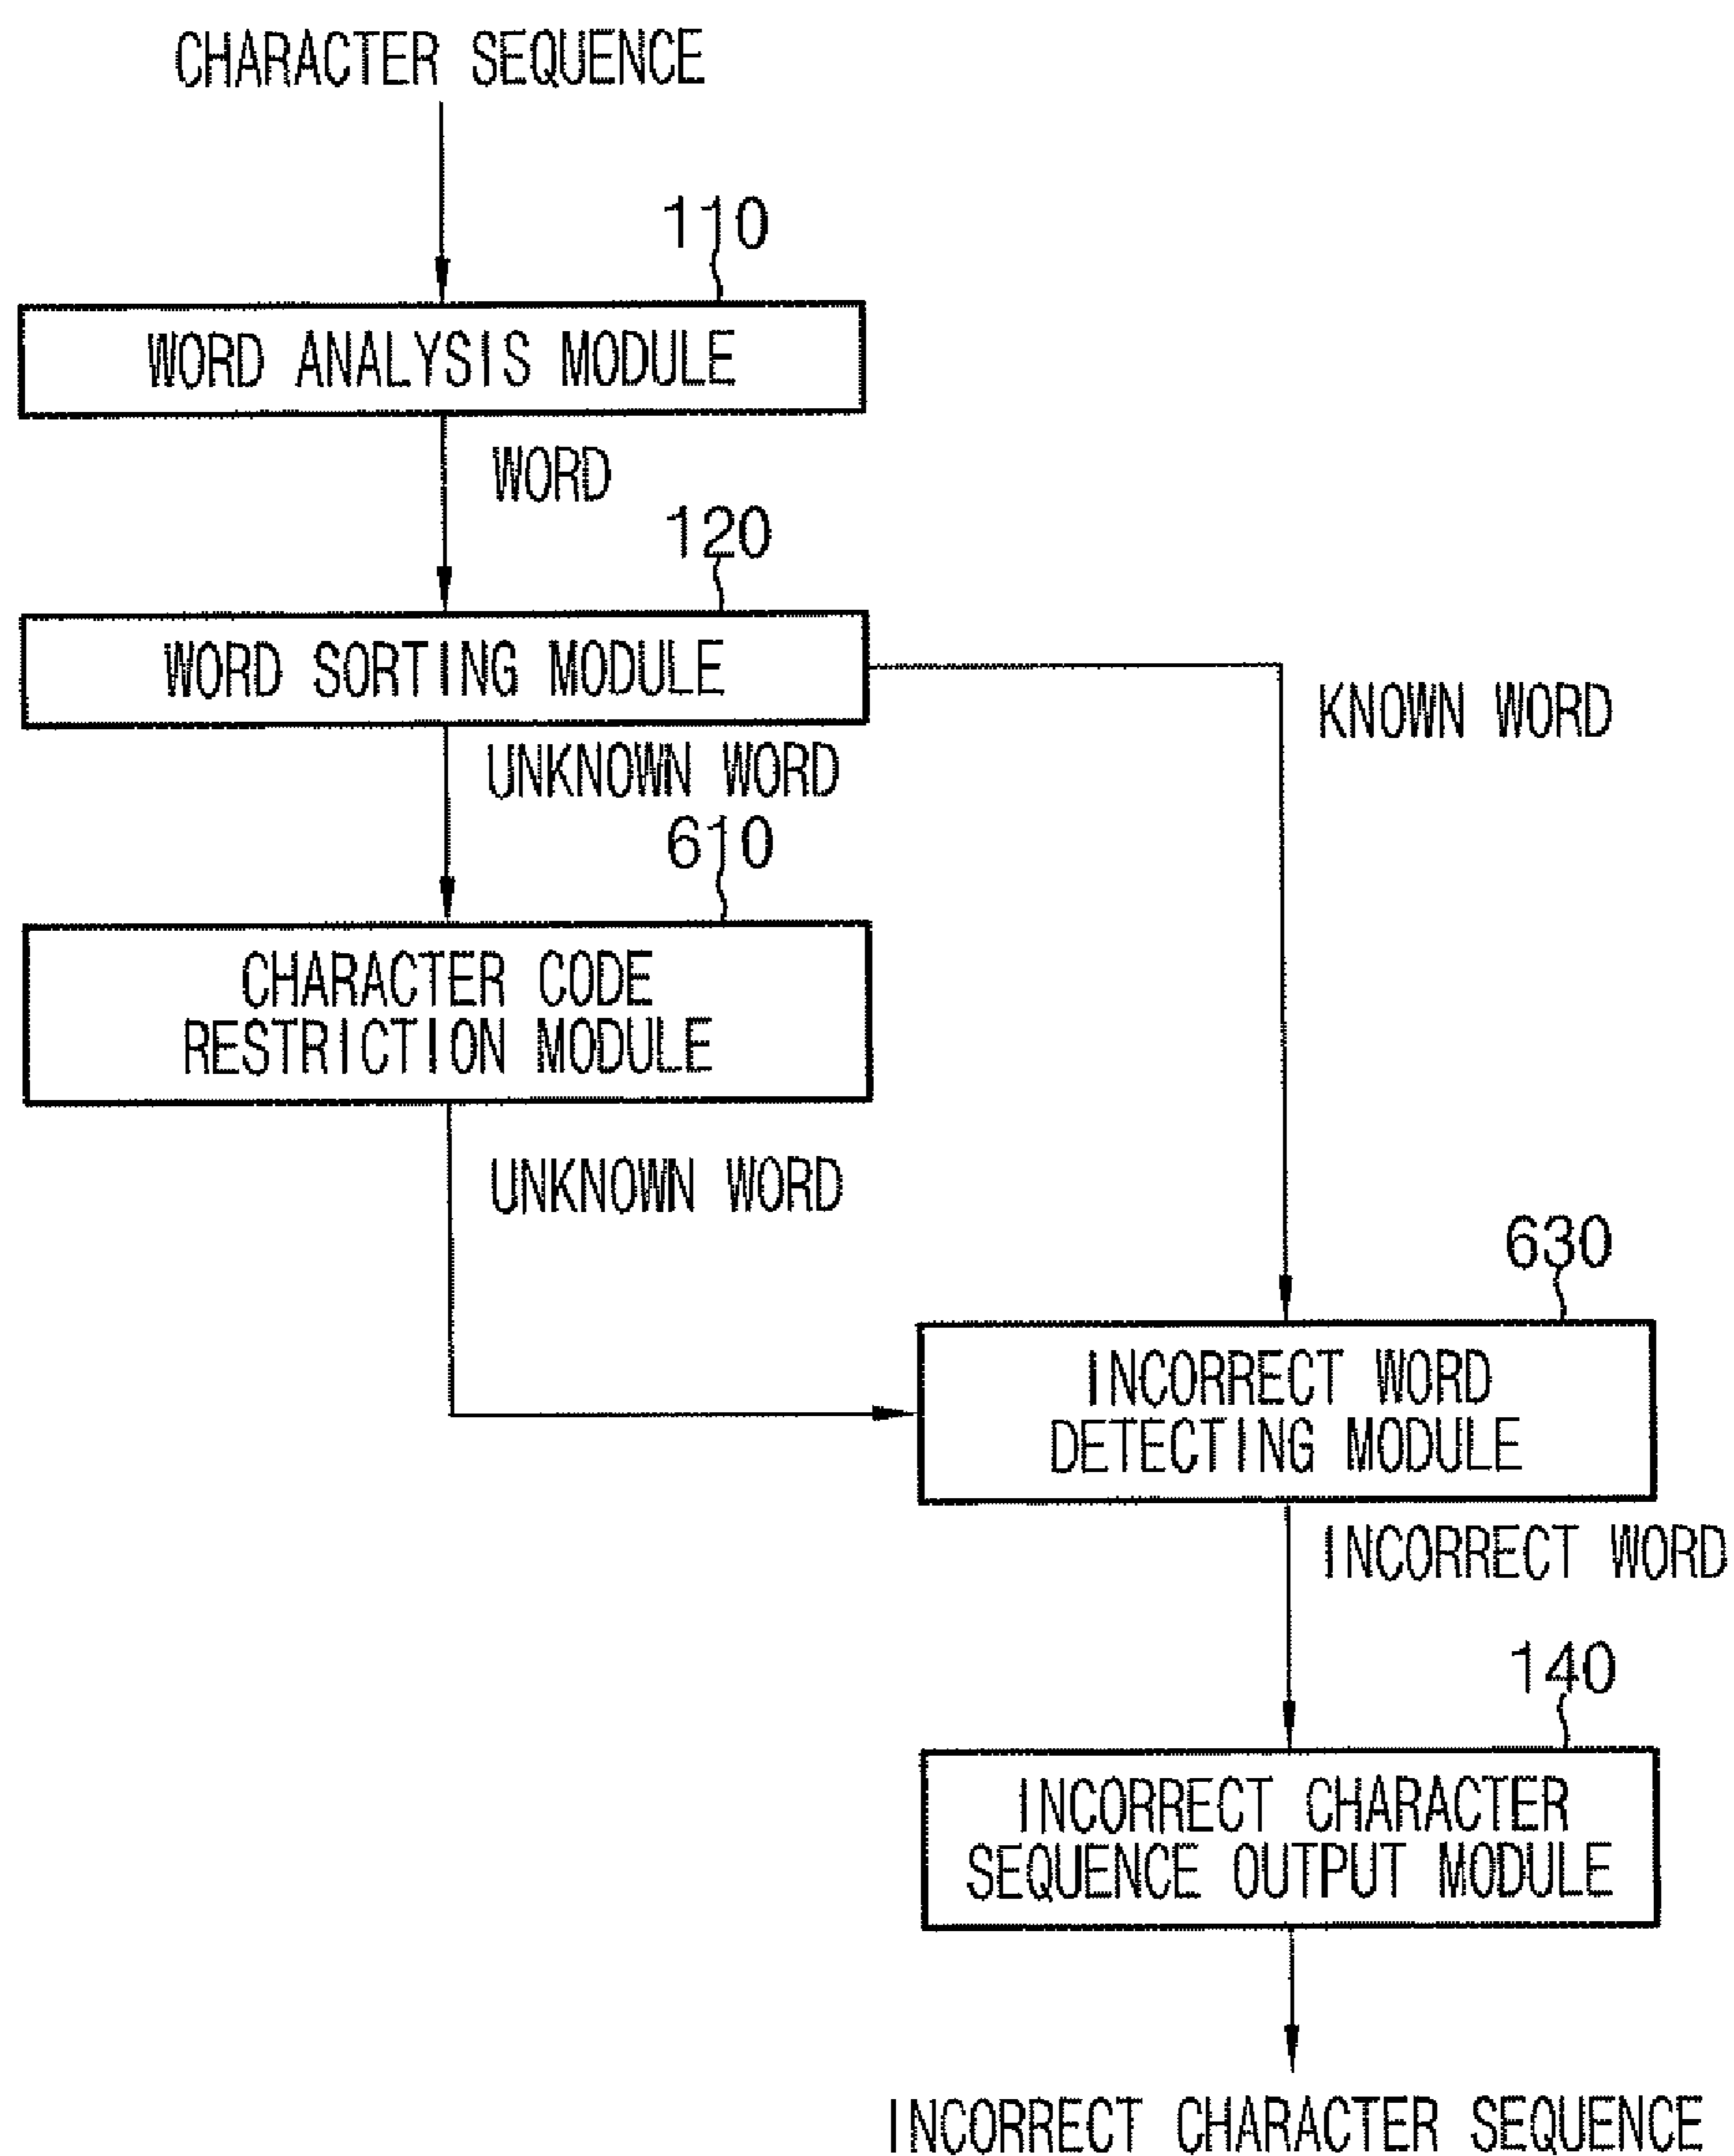 CHARACTER SEQUENCE
110
WORD ANALYSIS MODULE
WORD
120
WORD SORTING MODULE
KNOWN WORD
UNKNOWN WORD
610
CHARACTER CODE
RESTRICTION MODULE
UNKNOWN WORD
630
INCORRECT WORD
DETECTING MODULE
INCORRECT WORD
140
INCORRECT CHARACTER
SEQUENCE OUTPUT MODULE
INCORRECT CHARACTER SEQUENCE